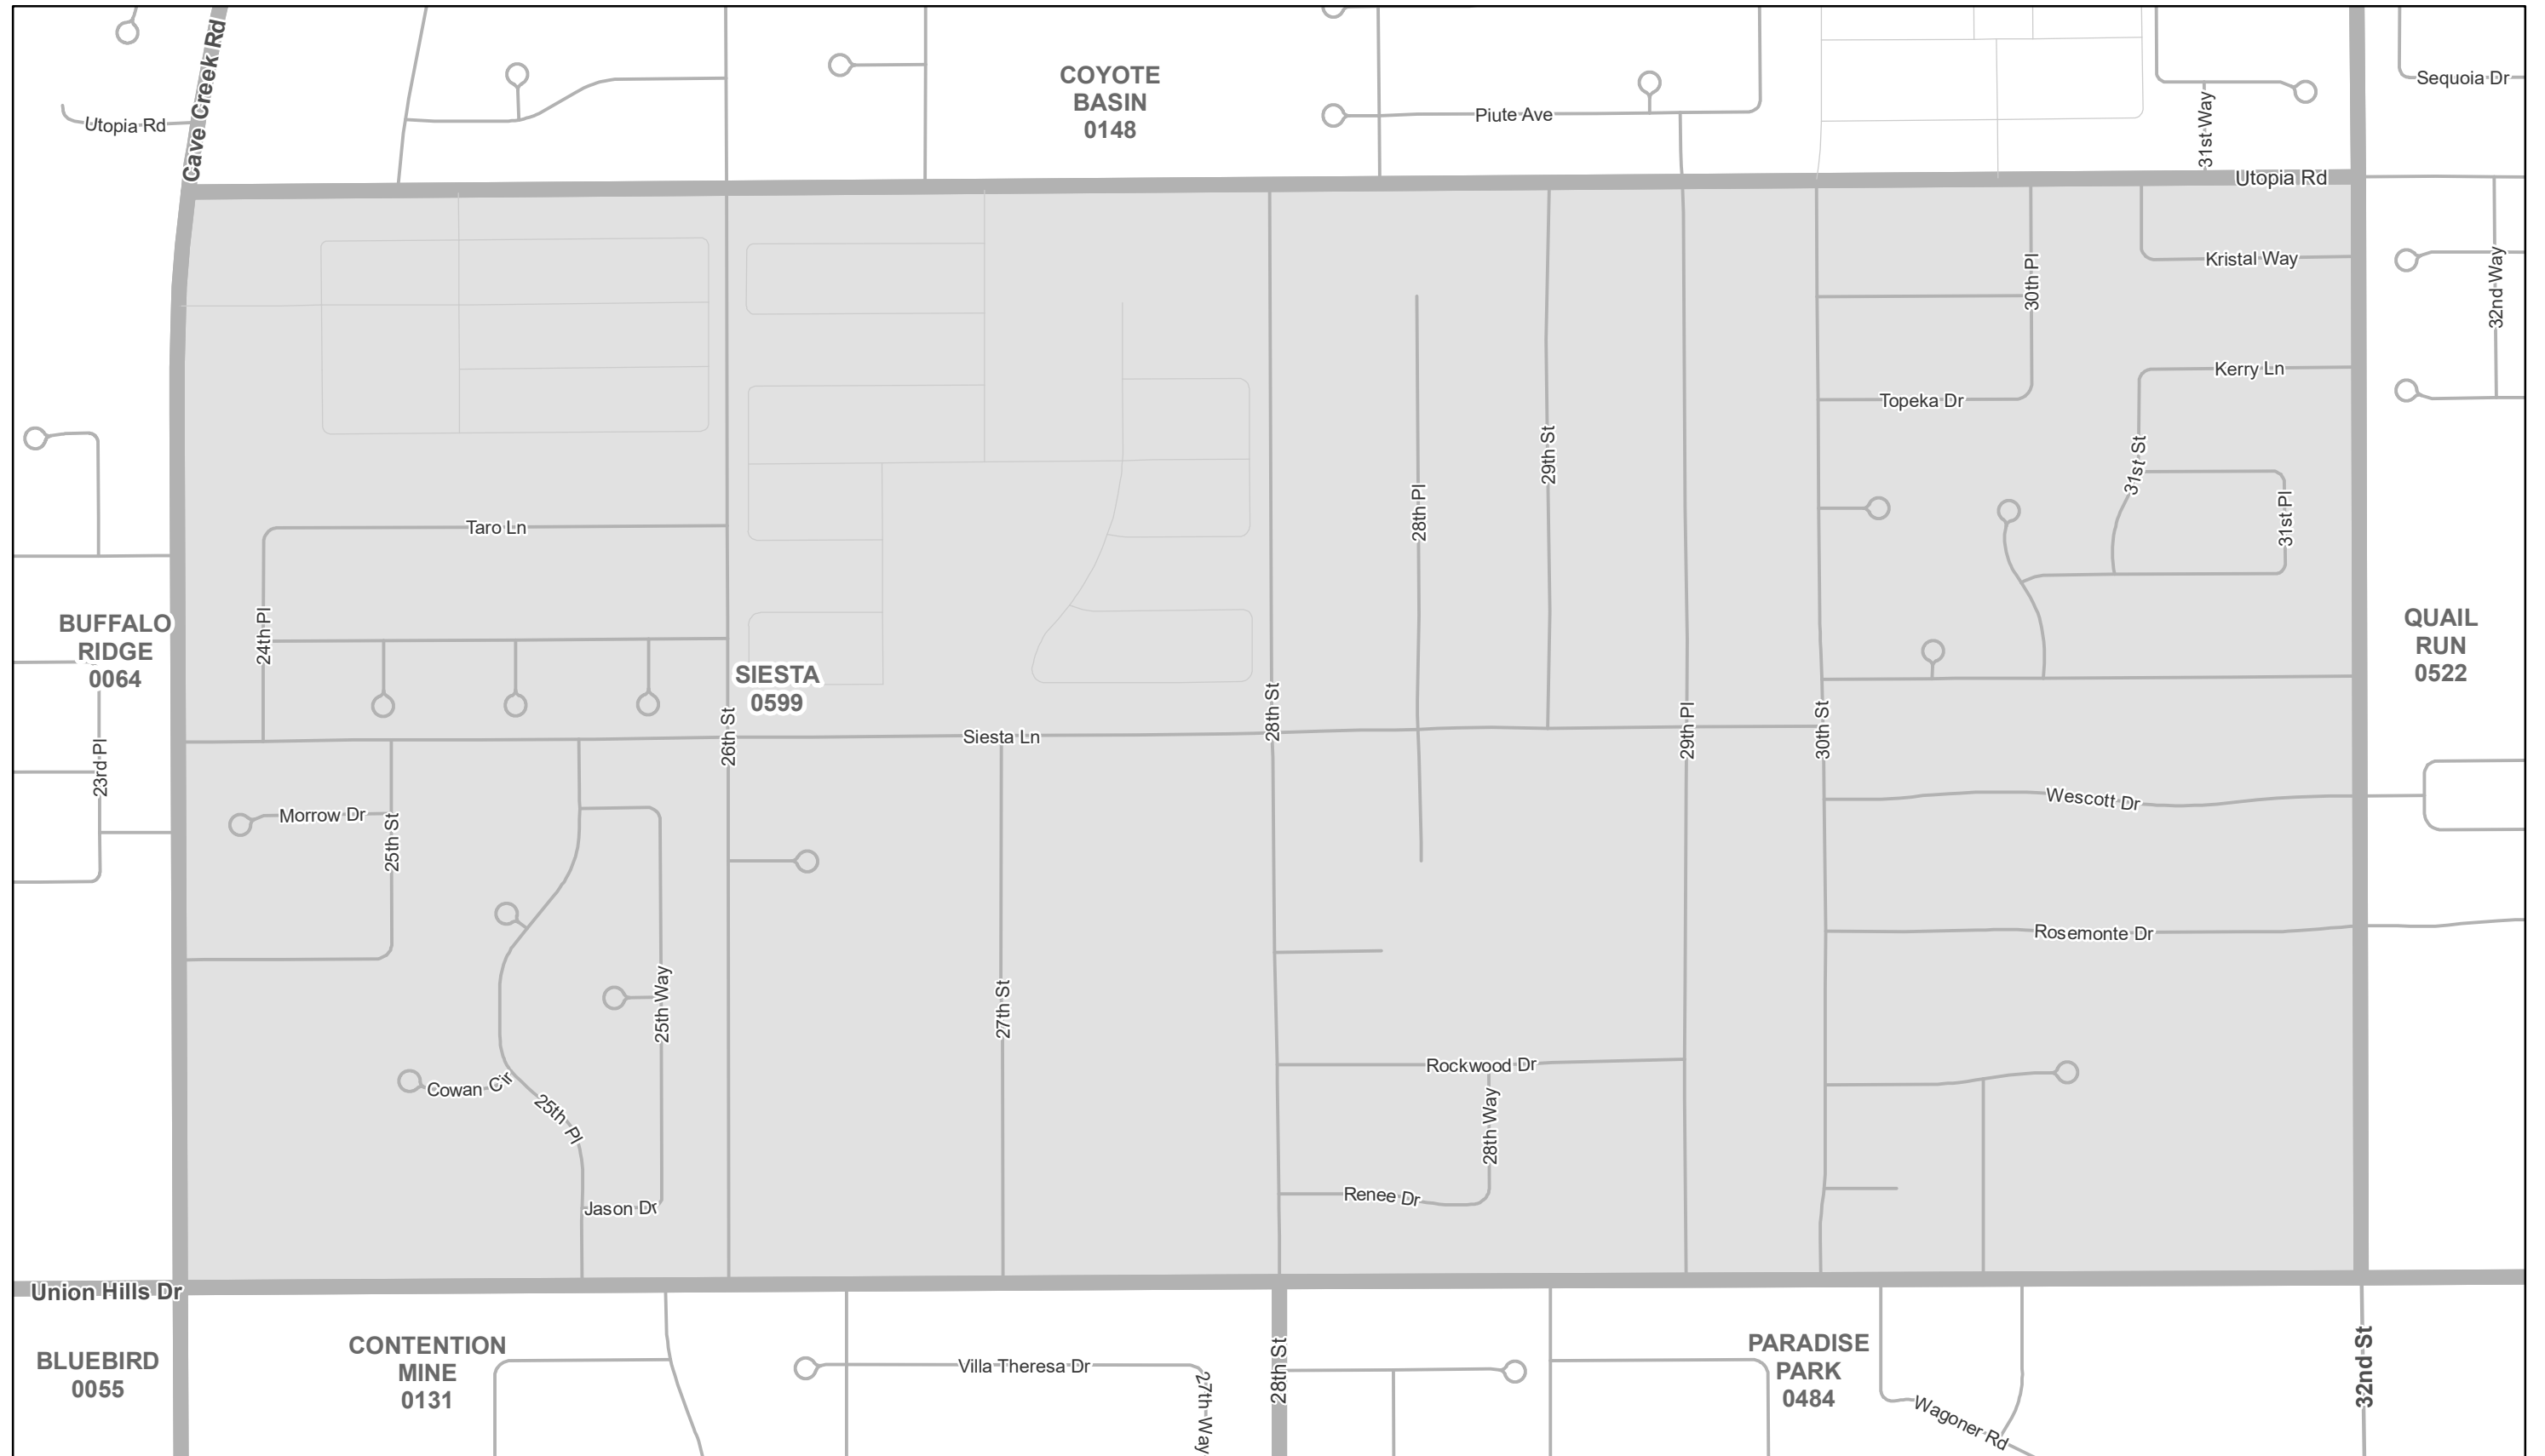 Cave Creek Rd
Utopia Rd
COYOTE
BASIN
0148
Piute Ave
31st Way
Sequoia Dr
Utopia Rd
30th Pl
Kristal Way
32nd Way
Kerry Ln
Topeka Dr
29th St
31st St
28th Pl
31st Pl
Taro Ln
24th Pl
BUFFALO
RIDGE
0064
SIESTA
0599
QUAIL
RUN
0522
28th St
26th St
Siesta Ln
29th Pl
30th St
23rd Pl
Morrow Dr
25th St
Wescott Dr
Rosemonte Dr
25th Way
27th St
Cowan Cir
25th Pl
Rockwood Dr
28th Way
Renee Dr
Jason Dr
Union Hills Dr
BLUEBIRD
0055
CONTENTION
MINE
0131
Villa Theresa Dr
27th Way
28th St
PARADISE
PARK
0484
Wagoner Rd
32nd St